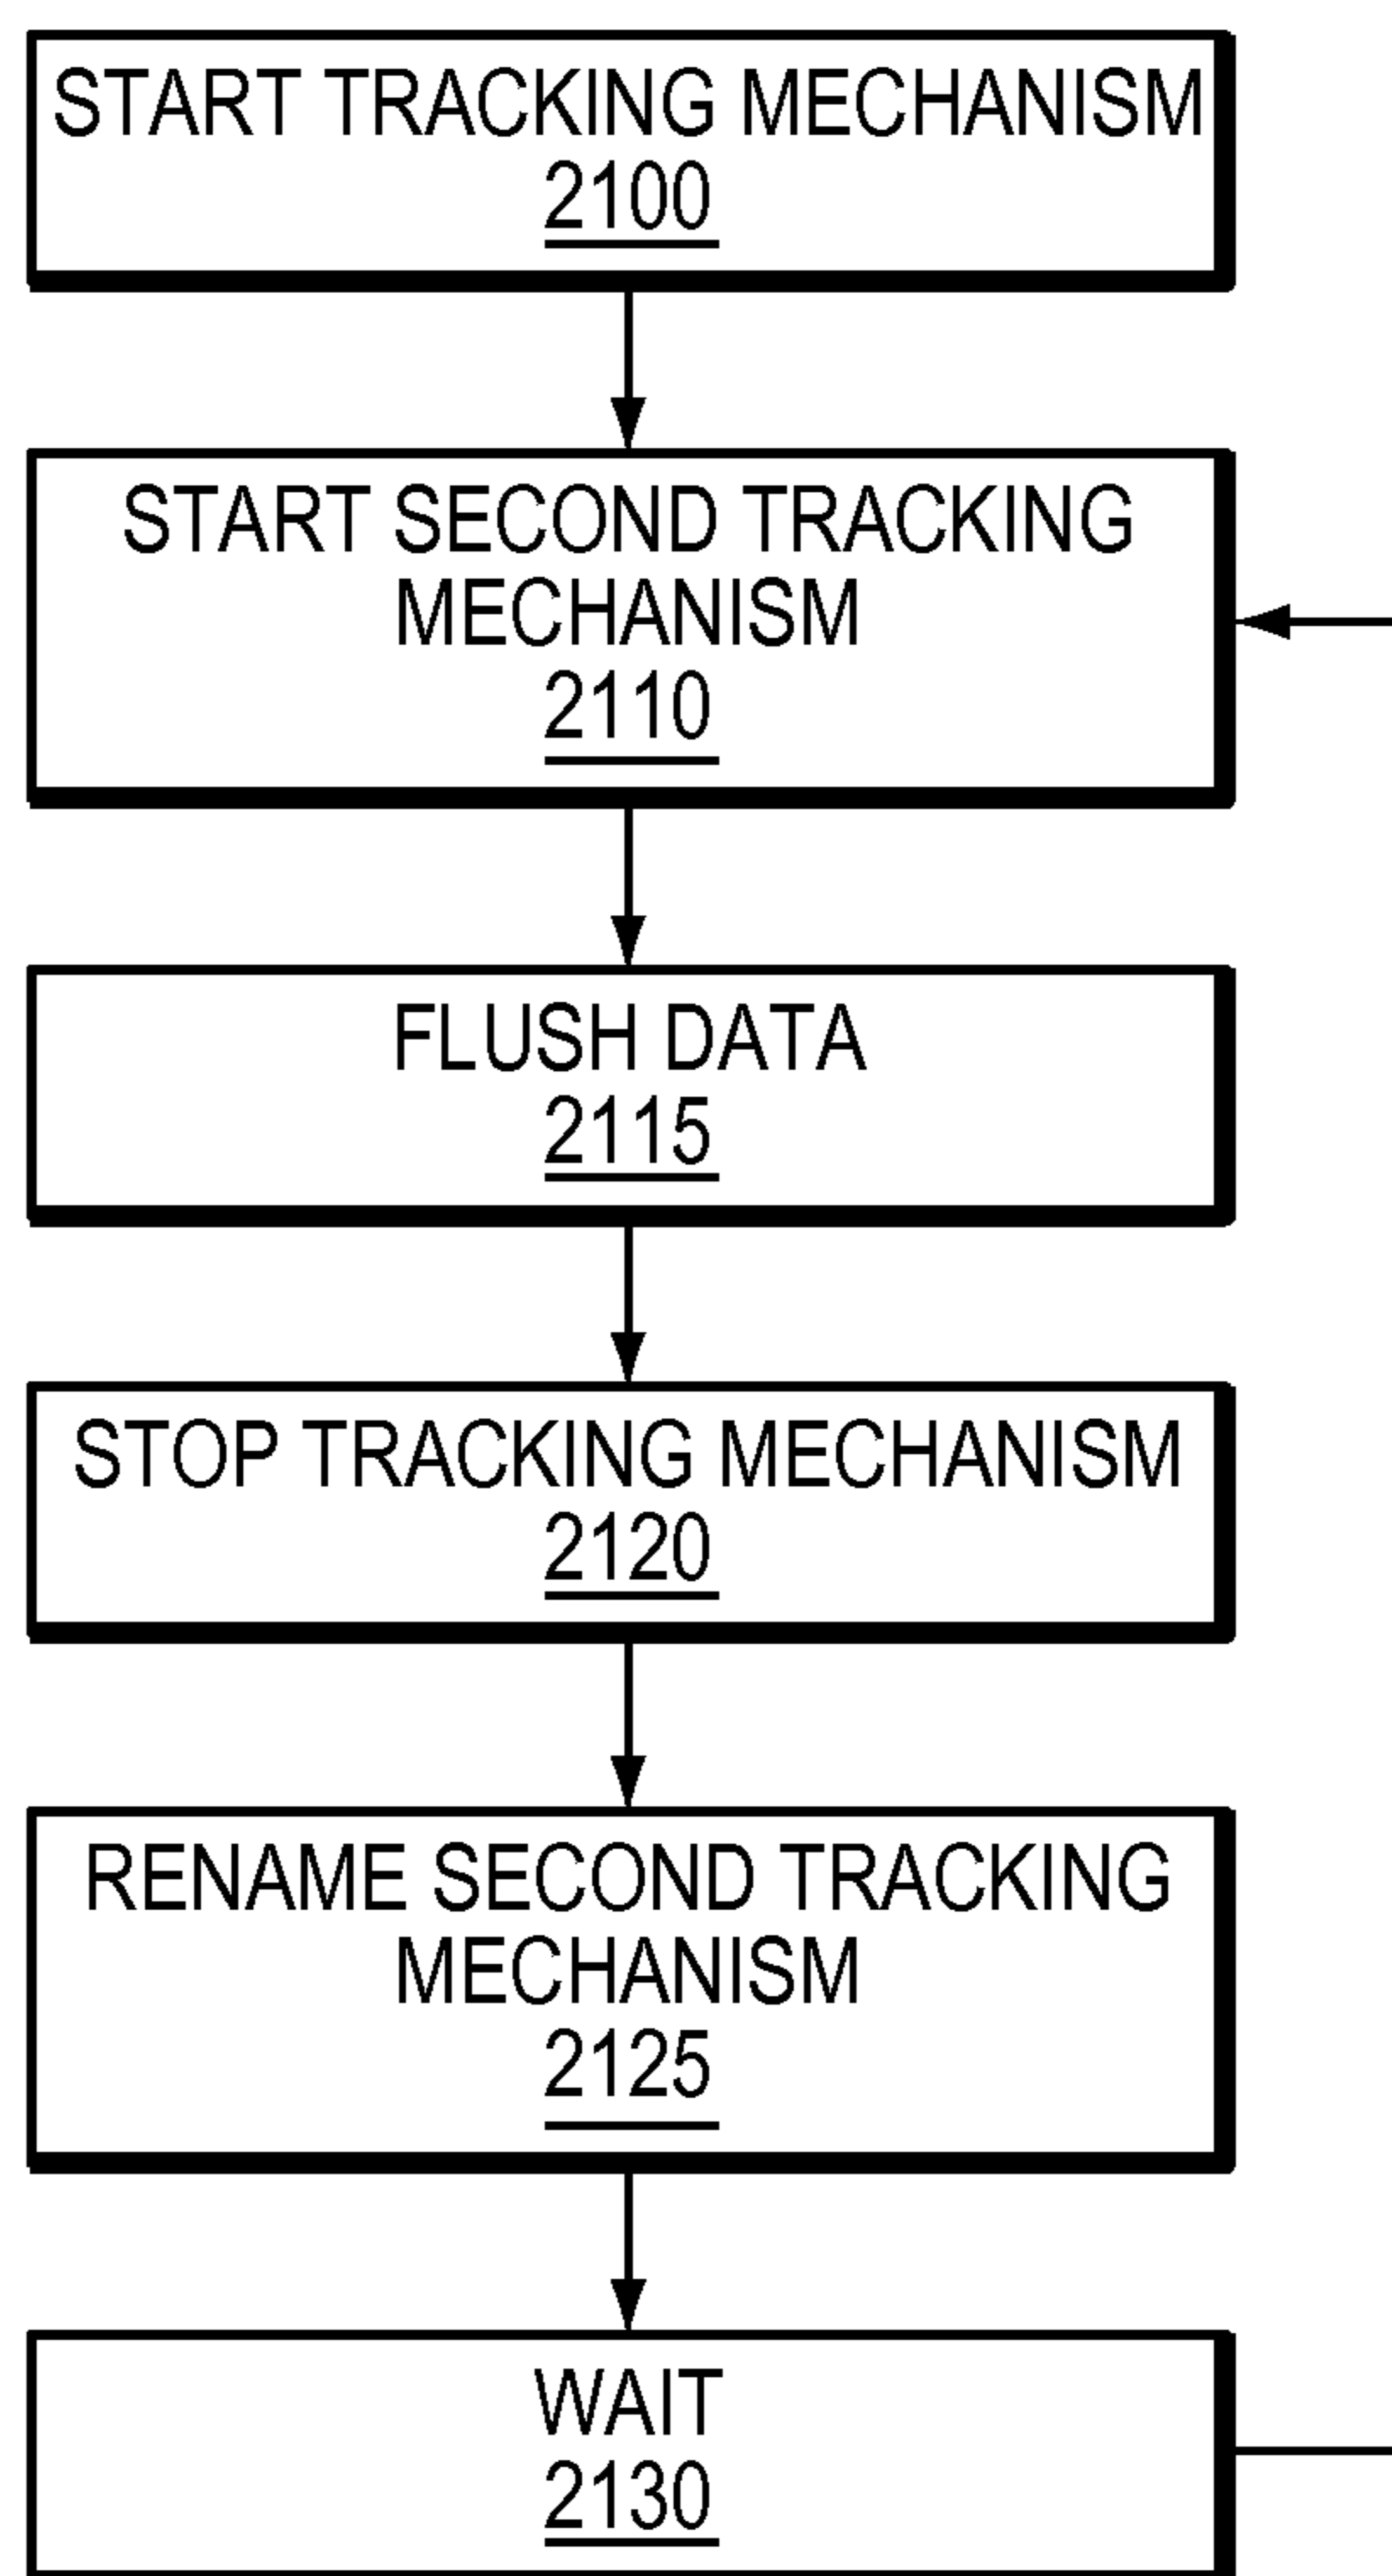 START TRACKING MECHANISM
2100
START SECOND TRACKING
MECHANISM
2110
FLUSH DATA
2115
STOP TRACKING MECHANISM
2120
RENAME SECOND TRACKING
MECHANISM
2125
WAIT
2130